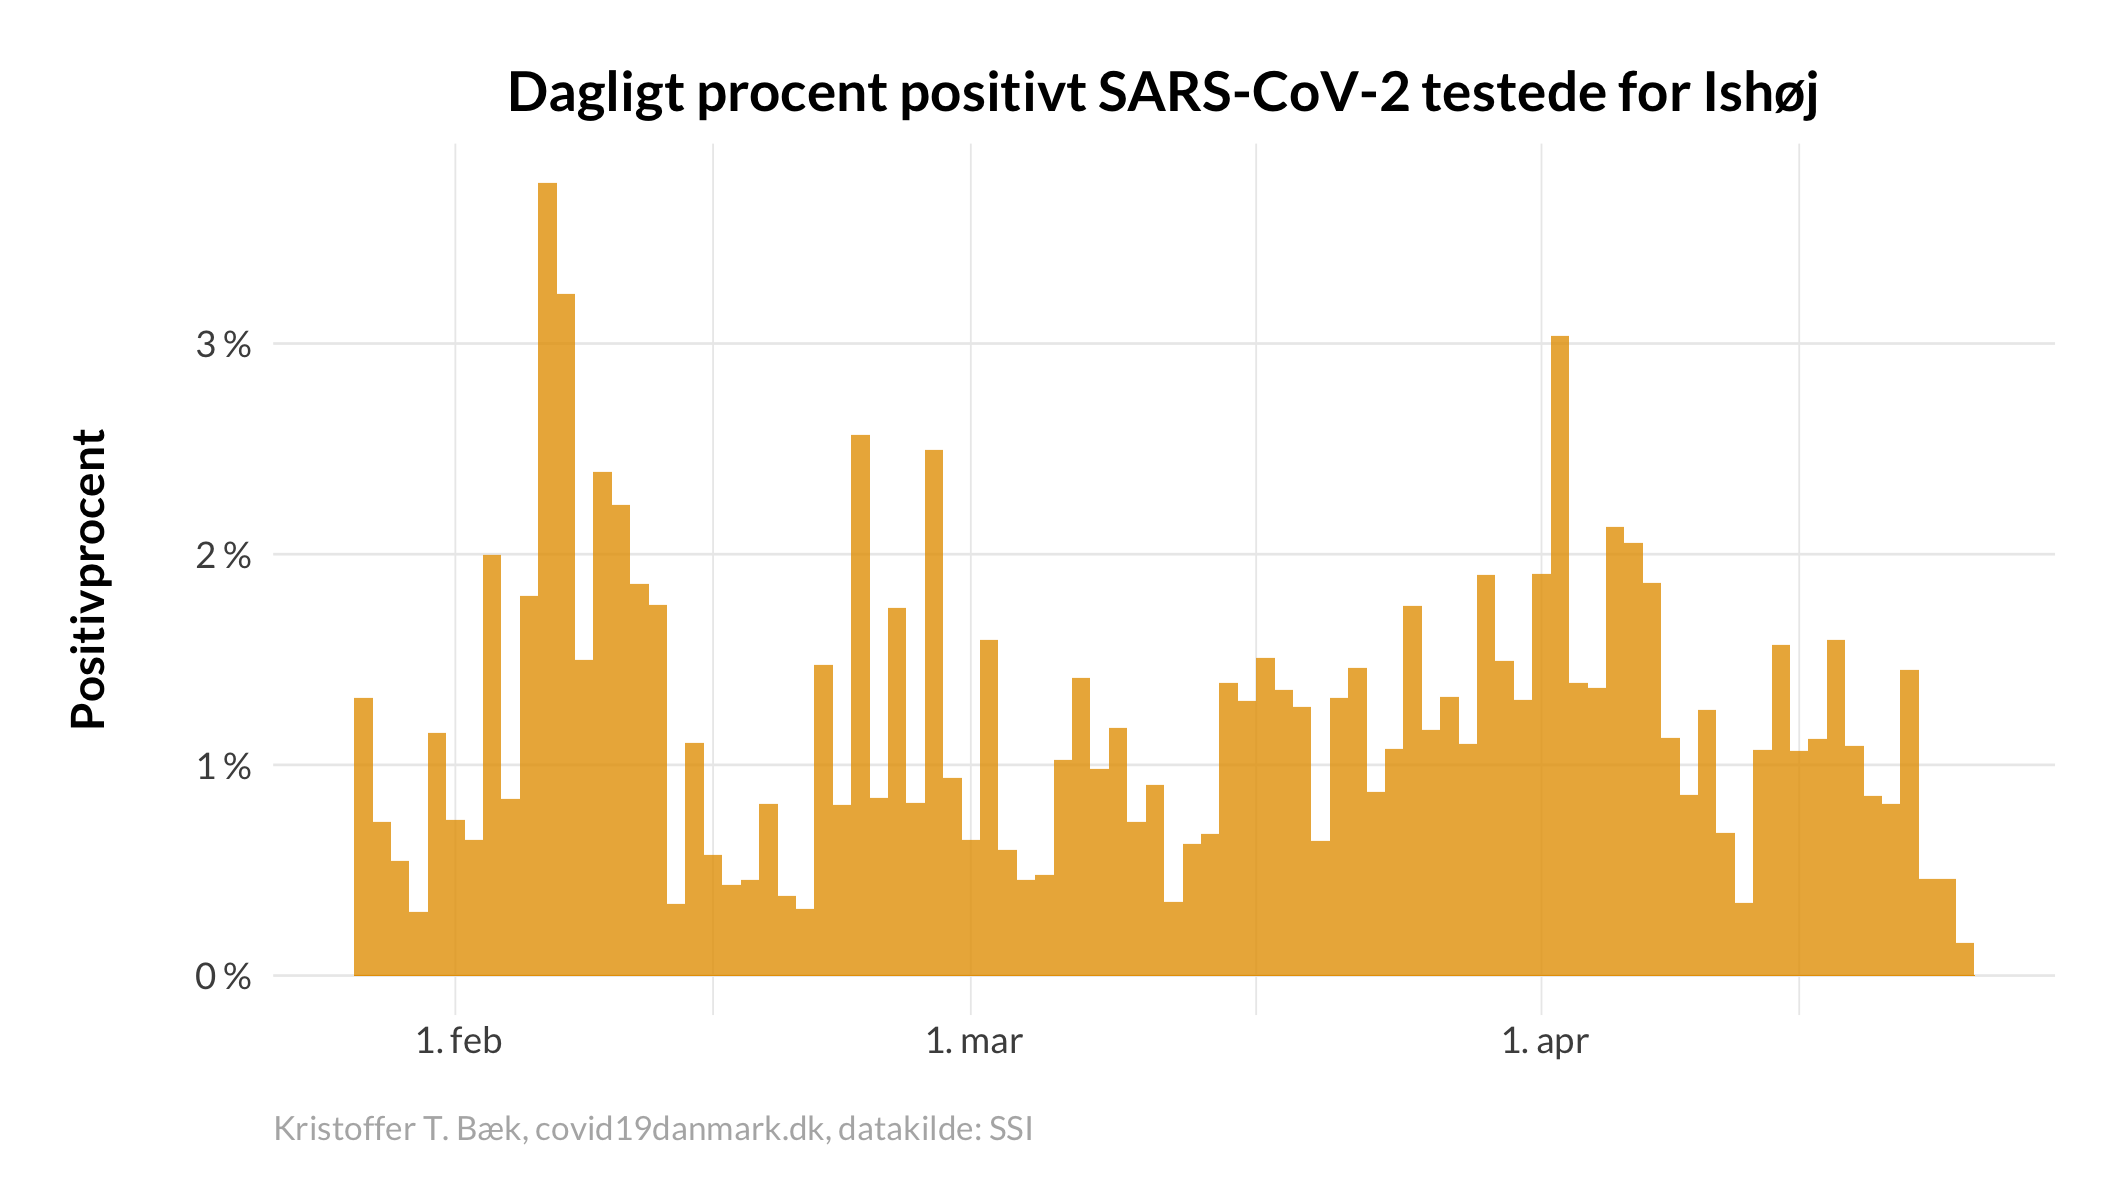 Dagligt procent positivt SARS-CoV-2 testede for Ishøj
Positivprocent
3 %
2 %
1 %
0 %
1. feb
1. mar
1. apr
Kristoffer T. Bæk, covid19danmark.dk, datakilde: SSI